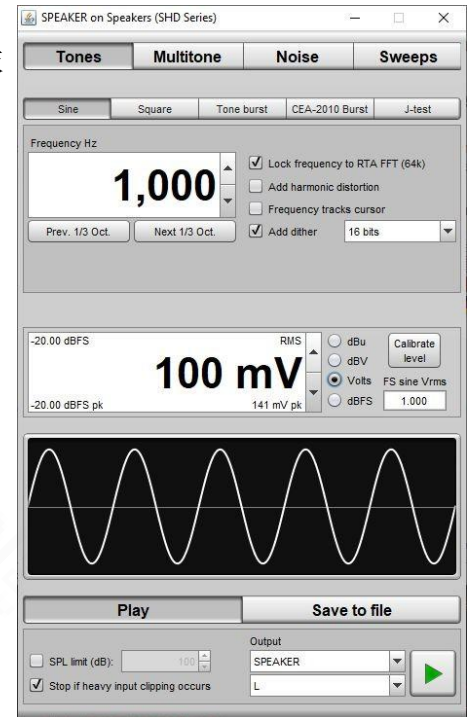 SPEAKER on Speakers (SHD Series)
Tones Multitone Noise Sweeps
Sine Square Tone burst CEA-2010 Burst J-test
Frequency Hz
1,000
Prev. 1/3 Oct. Next 1/3 Oct.
Lock frequency to RTA FFT (64k)
Add harmonic distortion
Frequency tracks cursor
Add dither 16 bits
-20.00 dBFS RMS
100 mV
-20.00 dBFS pk 141 mV pk
dBu
dBV
Volts
dBFS
Calibrate
level
FS sine Vrms
1.000
Play Save to file
SPL limit (dB): 100
Stop if heavy input clipping occurs
Output
SPEAKER
L